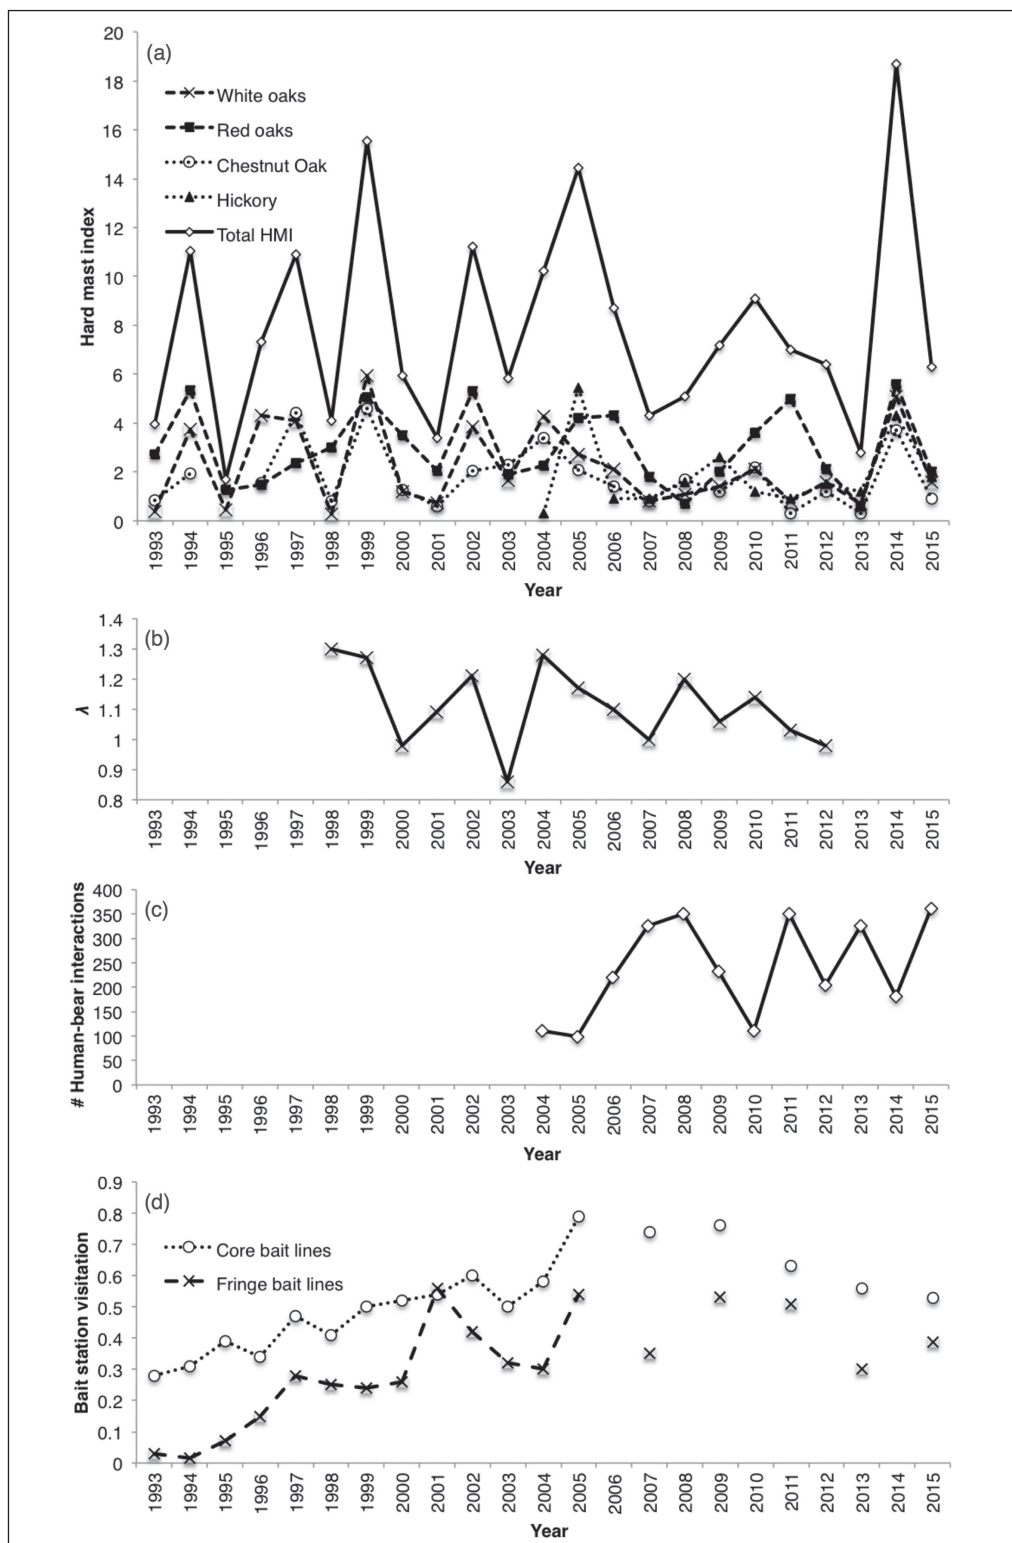 (a)
20
18
16
14
12
10
8
6
4
2
0
Hard mast index
White oaks
Red oaks
Chestnut Oak
Hickory
Total HMI
1993 1994 1995 1996 1997 1998 1999 2000 2001 2002 2003 2004 2005 2006 2007 2008 2009 2010 2011 2012 2013 2014 2015
Year
(b)
1.4
1.3
1.2
1.1
1
0.9
0.8
λ
1993 1994 1995 1996 1997 1998 1999 2000 2001 2002 2003 2004 2005 2006 2007 2008 2009 2010 2011 2012 2013 2014 2015
Year
(c)
400
350
300
250
200
150
100
50
0
# Human-bear interactions
1993 1994 1995 1996 1997 1998 1999 2000 2001 2002 2003 2004 2005 2006 2007 2008 2009 2010 2011 2012 2013 2014 2015
Year
(d)
0.9
0.8
0.7
0.6
0.5
0.4
0.3
0.2
0.1
0
Bait station visitation
Core bait lines
Fringe bait lines
1993 1994 1995 1996 1997 1998 1999 2000 2001 2002 2003 2004 2005 2006 2007 2008 2009 2010 2011 2012 2013 2014 2015
Year